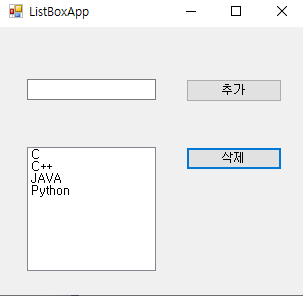 ListBoxApp
추가
삭제
C
C++
JAVA
Python